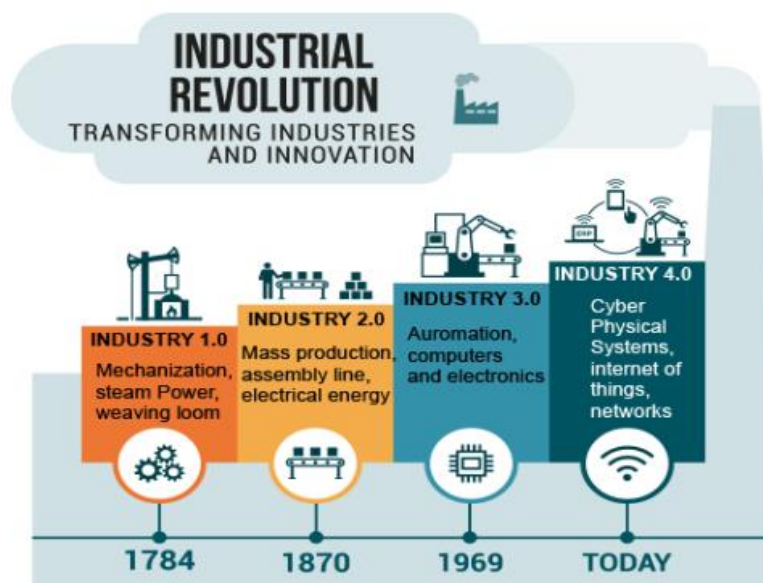 INDUSTRIAL
REVOLUTION
TRANSFORMING INDUSTRIES
AND INNOVATION
ERP
INDUSTRY 1.0
Mechanization,
steam Power,
weaving loom
INDUSTRY 2.0
Mass production,
assembly line,
electrical energy
INDUSTRY 3.0
Auromation,
computers
and electronics
INDUSTRY 4.0
Cyber
Physical
Systems,
internet of
things,
networks
1784
1870
1969
TODAY